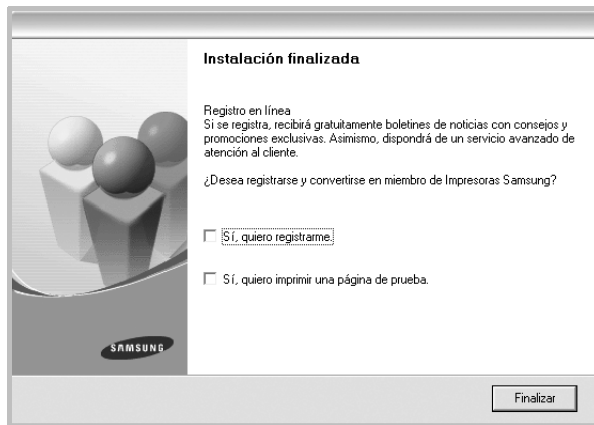 Instalación finalizada
Registro en línea
Si se registra, recibirá gratuitamente boletines de noticias con consejos y
promociones exclusivas. Asimismo, dispondrá de un servicio avanzado de
atención al cliente.
¿Desea registrarse y convertirse en miembro de Impresoras Samsung?
Sí, quiero registrarme.
Sí, quiero imprimir una página de prueba.
SAMSUNG
Finalizar